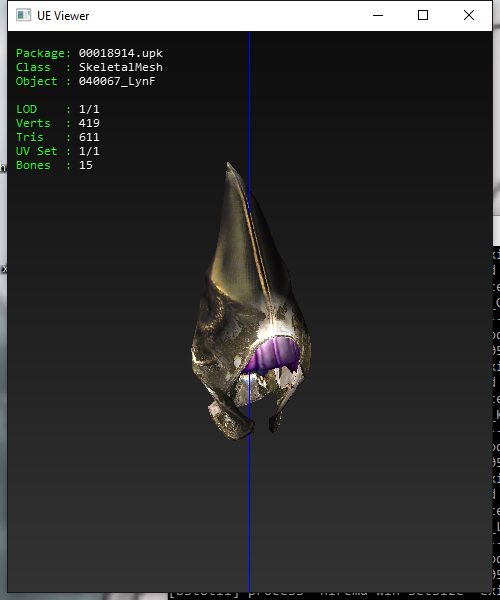 UE Viewer
Package: 00018914.upk
Class : SkeletalMesh
Object : 040067_LynF
LOD : 1/1
Verts : 419
Tris : 611
UV Set : 1/1
Bones : 15